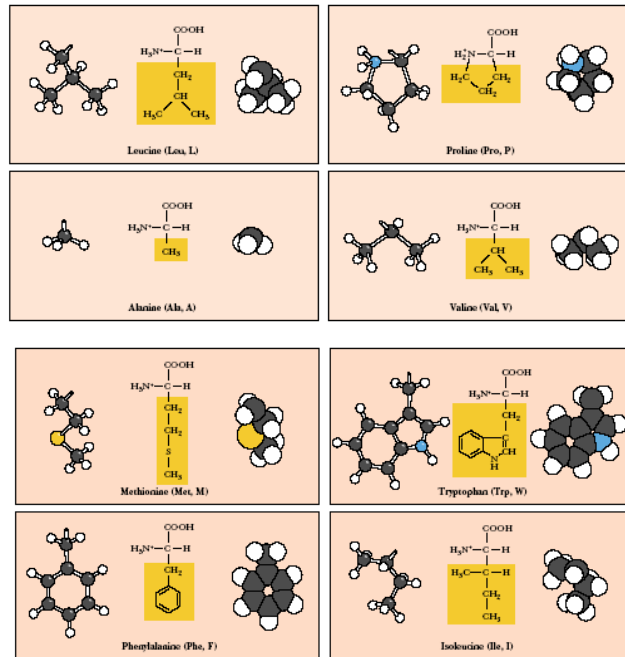 COOH
H₃N⁺—C—H
CH₂
CH
H₃C CH₃
Leucine (Leu, L)
COOH
H₂⁺N—C—H
H₂C CH₂
CH₂
Proline (Pro, P)
COOH
H₃N⁺—C—H
CH₃
Alanine (Ala, A)
COOH
H₃N⁺—C—H
CH
CH₃ CH₃
Valine (Val, V)
COOH
H₃N⁺—C—H
CH₂
CH₂
S
CH₃
Methionine (Met, M)
COOH
H₃N⁺—C—H
CH₂
CH
N
H
Tryptophan (Trp, W)
COOH
H₃N⁺—C—H
CH₂
Phenylalanine (Phe, F)
COOH
H₃N⁺—C—H
H₃C—C—H
CH₂
CH₃
Isoleucine (Ile, I)